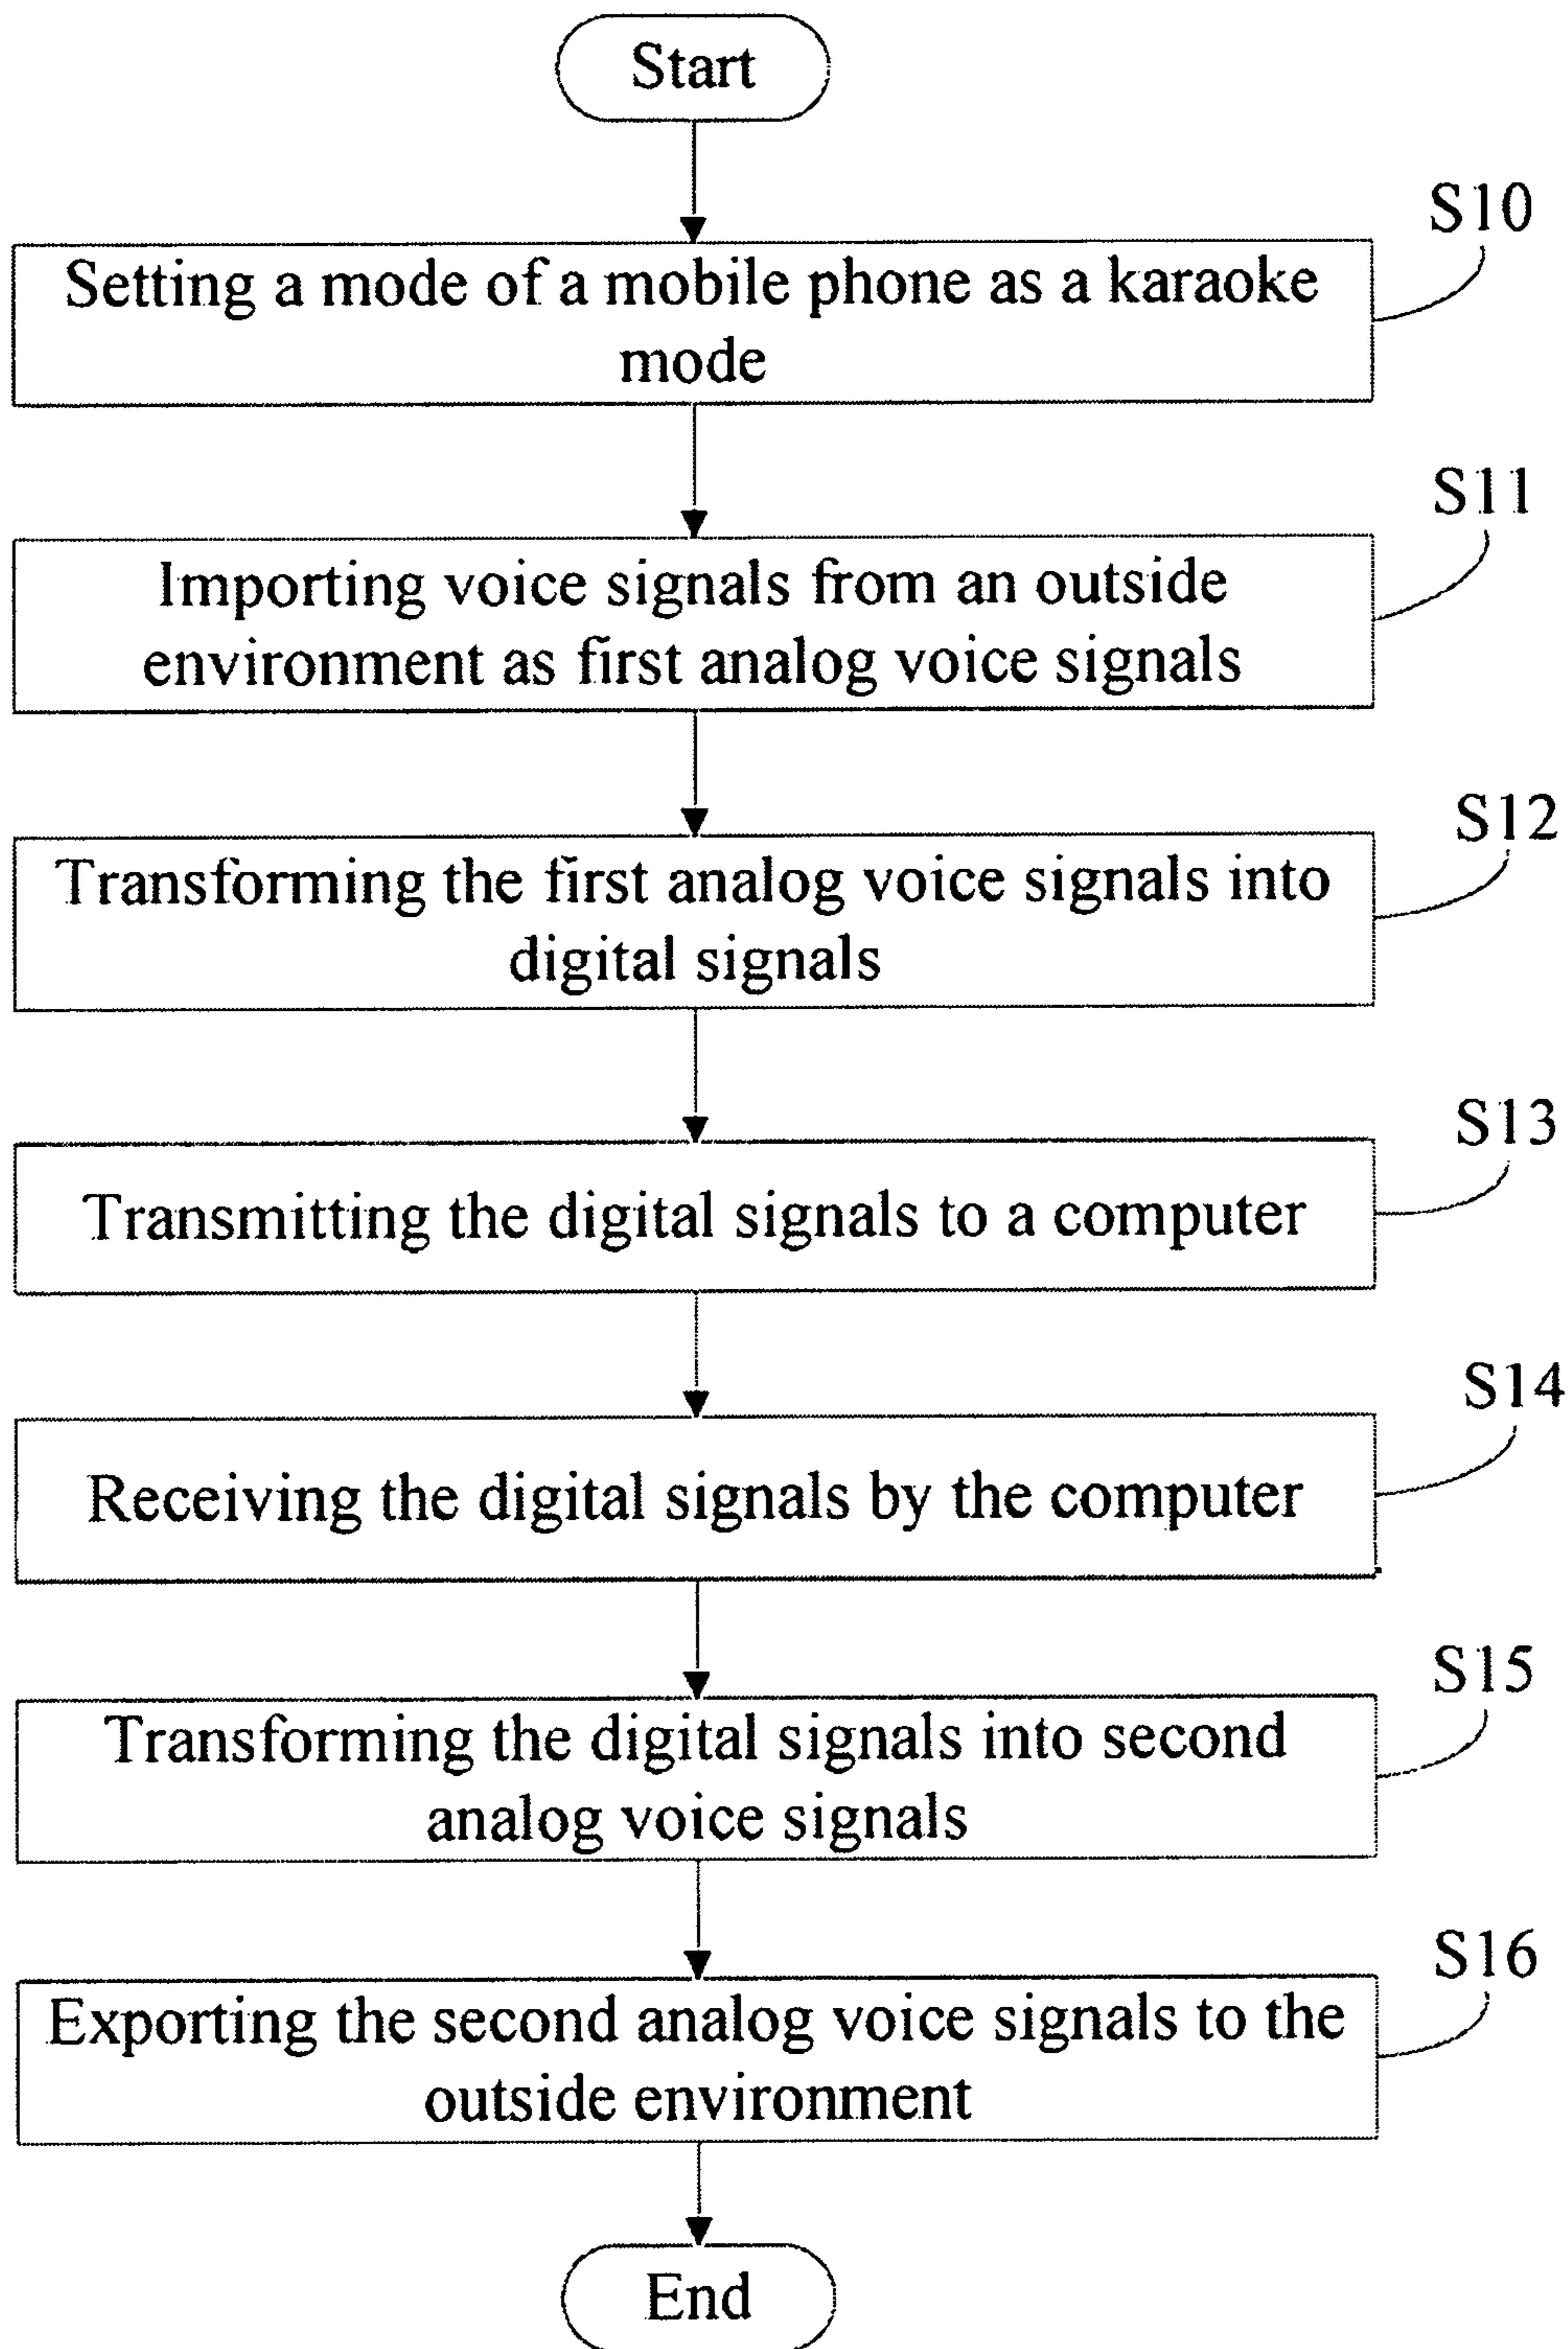 Start
S10
Setting a mode of a mobile phone as a karaoke
mode
S11
Importing voice signals from an outside
environment as first analog voice signals
S12
Transforming the first analog voice signals into
digital signals
S13
Transmitting the digital signals to a computer
S14
Receiving the digital signals by the computer
S15
Transforming the digital signals into second
analog voice signals
S16
Exporting the second analog voice signals to the
outside environment
End